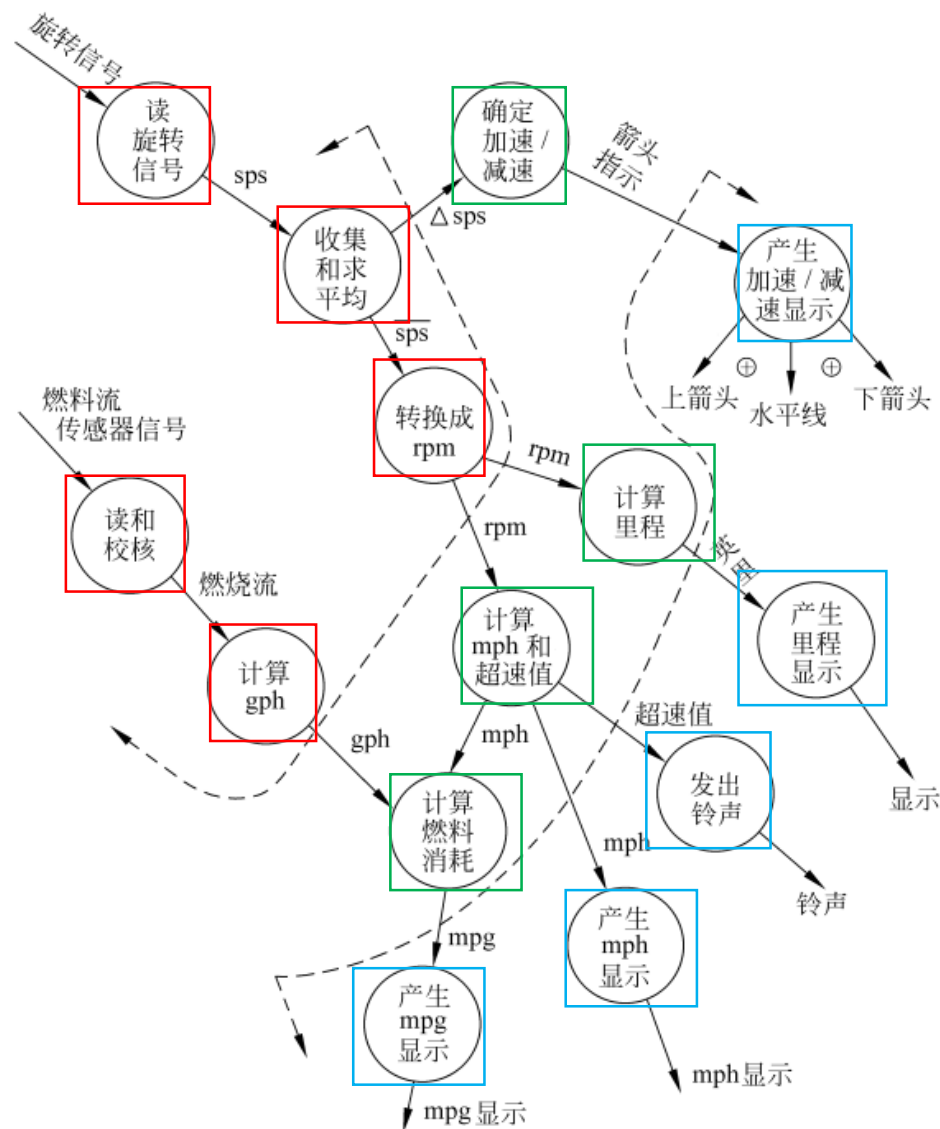 旋转信号
读
旋转
信号
sps
收集
和求
平均
△sps
确定
加速/
减速
箭头
指示
产生
加速/减
速显示
上箭头
⊕
水平线
⊕
下箭头
sps
转换成
rpm
rpm
计算
里程
英里
产生
里程
显示
显示
燃料流
传感器信号
读和
校核
燃烧流
计算
gph
gph
rpm
计算
mph 和
超速值
超速值
发出
铃声
铃声
mph
计算
燃料
消耗
mph
产生
mph
显示
mph显示
mpg
产生
mpg
显示
mpg显示